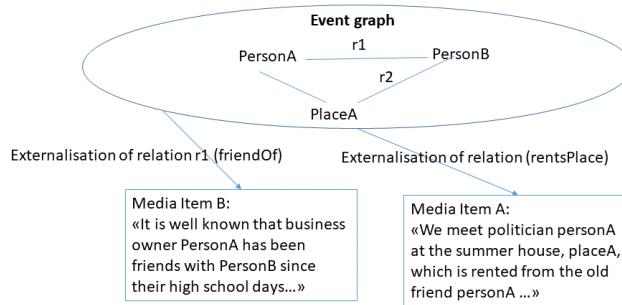 Event graph
r1
PersonA
PersonB
r2
PlaceA
Externalisation of relation r1 (friendOf)
Externalisation of relation (rentsPlace)
Media Item B:
«It is well known that business
owner PersonA has been
friends with PersonB since
their high school days…»
Media Item A:
«We meet politician personA
at the summer house, placeA,
which is rented from the old
friend personA …»